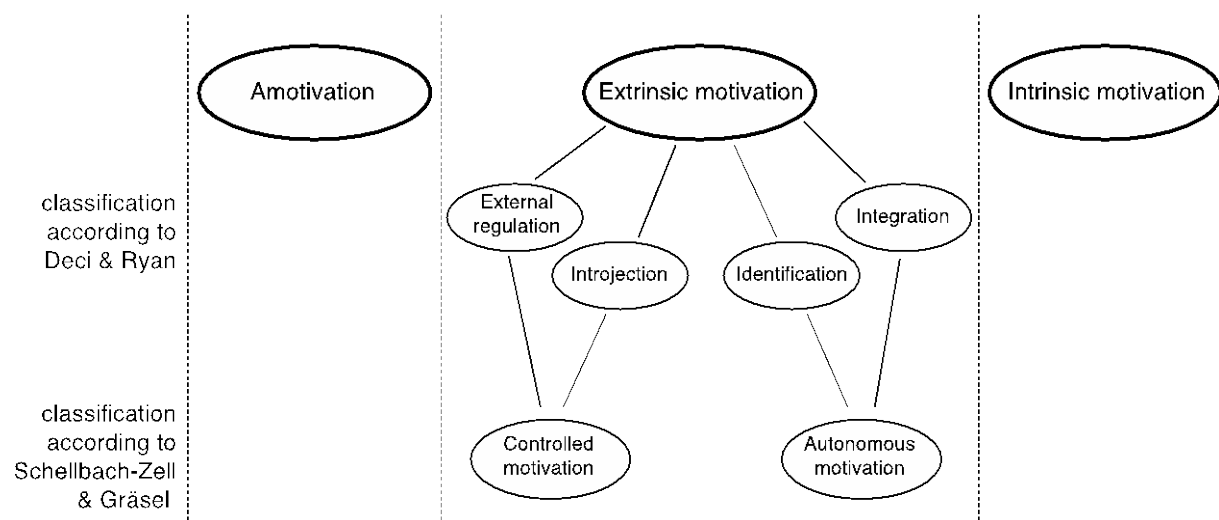 Amotivation
Extrinsic motivation
Intrinsic motivation
classification
according to
Deci & Ryan
External
regulation
Integration
Introjection
Identification
classification
according to
Schellbach-Zell
& Gräsel
Controlled
motivation
Autonomous
motivation